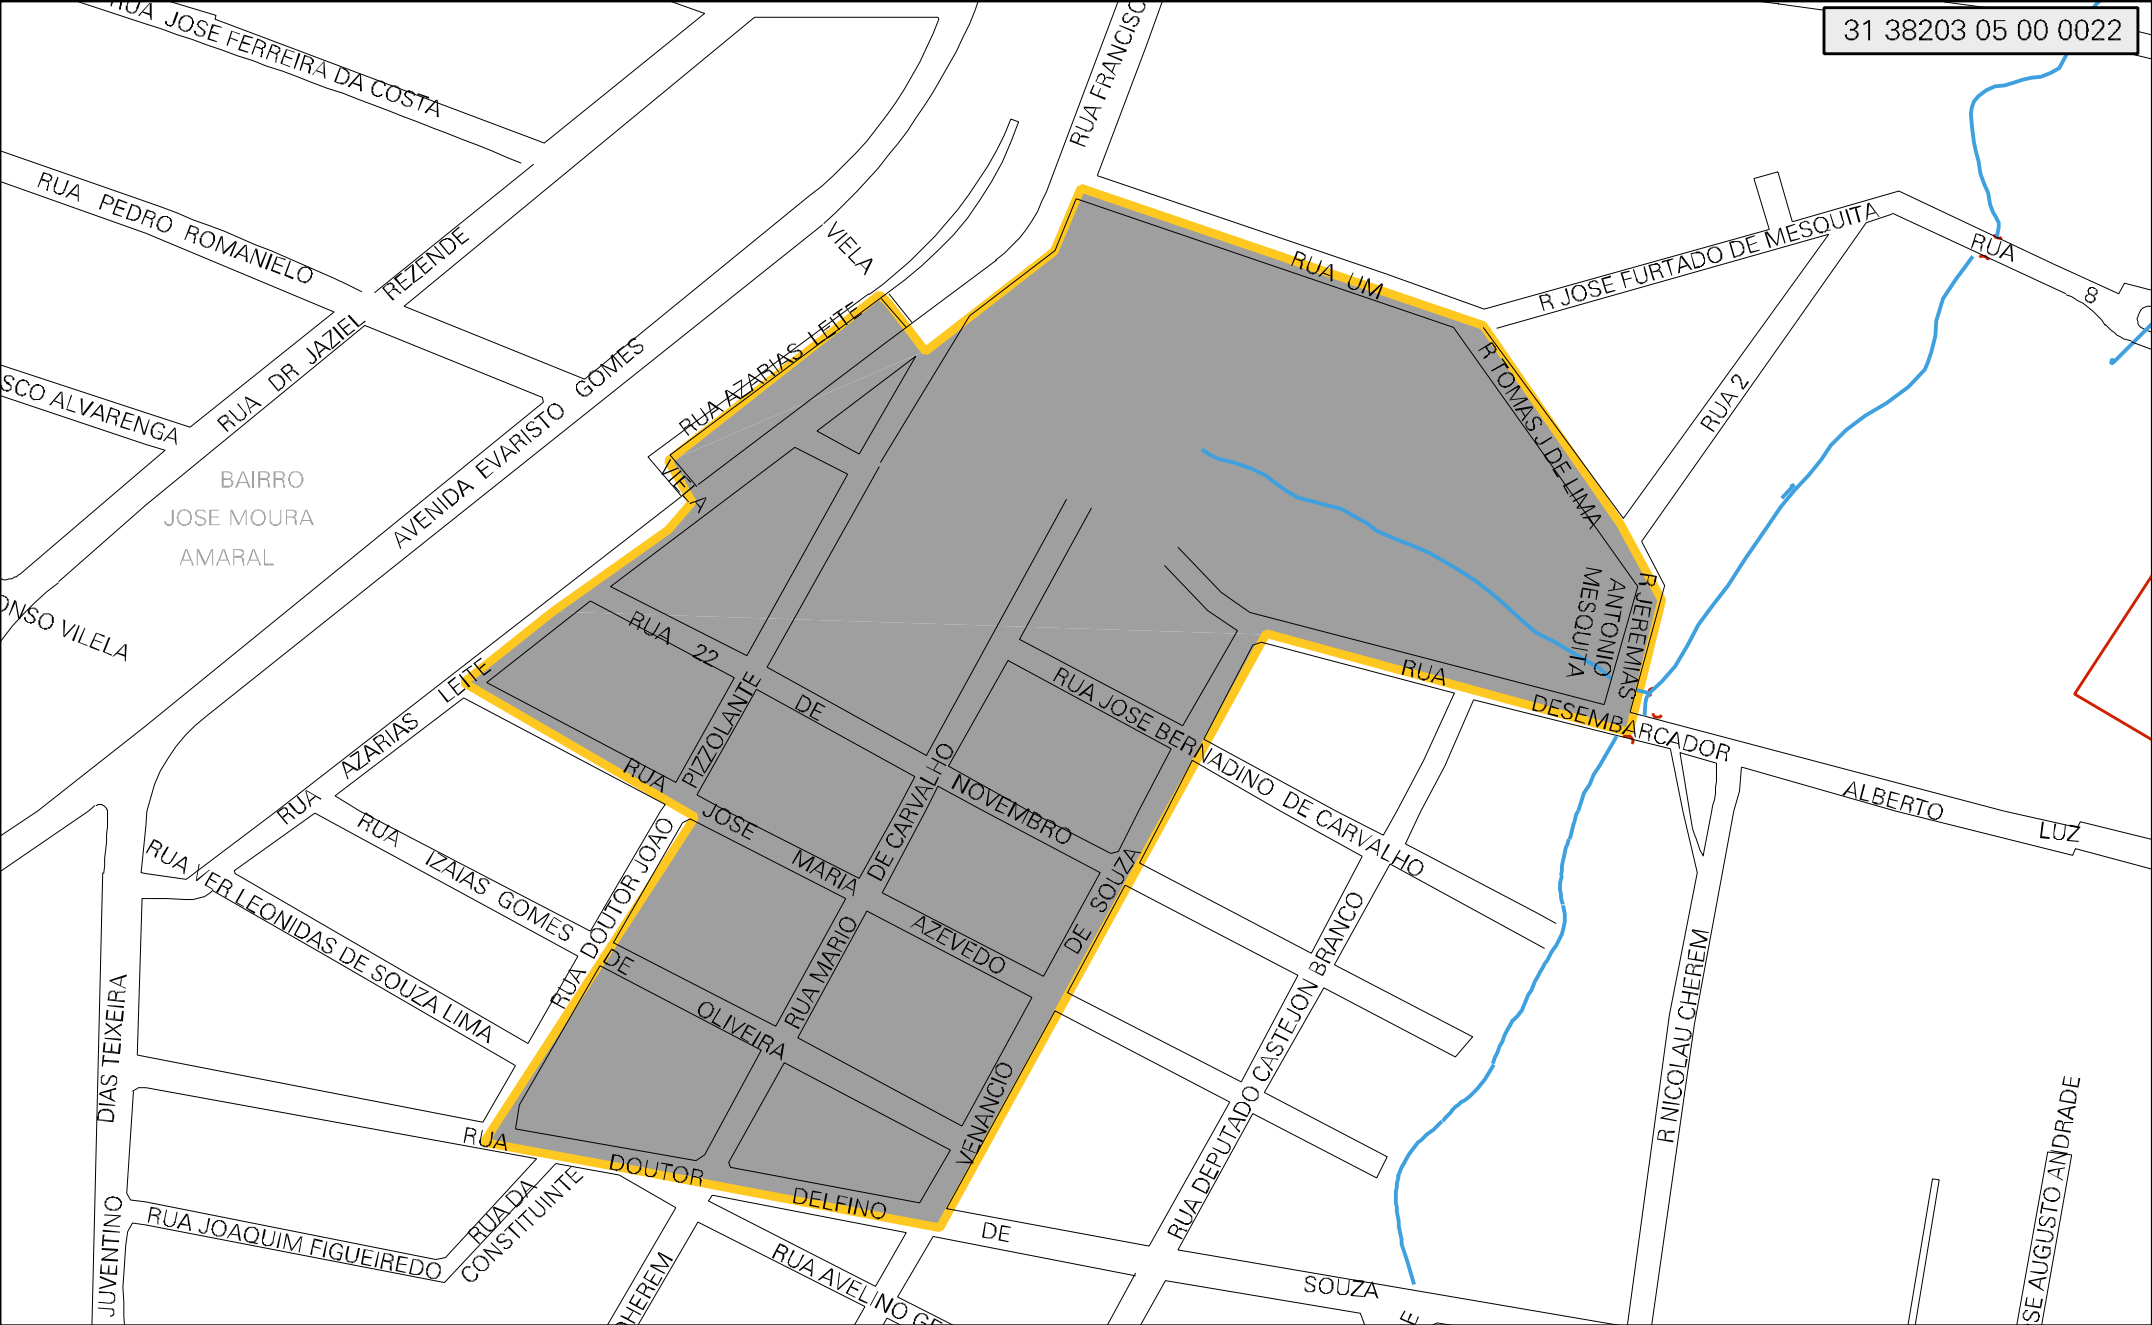 31 38203 05 00 0022
RUA JOSE FERREIRA DA COSTA
RUA FRANCISC
RUA PEDRO ROMANIELO
RUA DR JAZIEL REZENDE
VIELA
RUA UM
R JOSE FURTADO DE MESQUITA
RUA 8
SCO ALVARENGA
AVENIDA EVARISTO GOMES
RUA AZARIAS LEITE
R TOMAS J DE LIMA
RUA 2
BAIRRO
JOSE MOURA
AMARAL
VIELA
ONSO VILELA
RUA 22 DE NOVEMBRO
R JEREMIAS
ANTONIO
MESQUITA
RUA AZARIAS LEITE
RUA JOSE BERNADINO DE CARVALHO
RUA DESEMBARCADOR ALBERTO LUZ
RUA DOUTOR JOAO PIZZOLANTE
RUA JOSE MARIA AZEVEDO
RUA MARIO DE CARVALHO
RUA IZAIAS GOMES DE OLIVEIRA
RUA VER LEONIDAS DE SOUZA LIMA
VENANCIO DE SOUZA
RUA DEPUTADO CASTEJON BRANCO
R NICOLAU CHEREM
JUVENTINO DIAS TEIXEIRA
RUA DOUTOR DELFINO DE SOUZA
RUA DA
CONSTITUINTE
RUA JOAQUIM FIGUEIREDO
CHEREM
RUA AVELINO GE
E
SE AUGUSTO ANDRADE